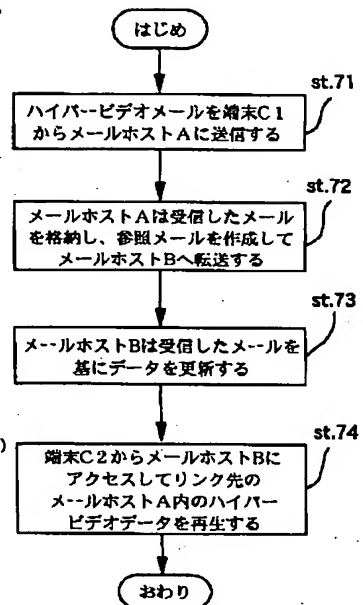 はじめ
st.71
ハイパービデオメールを端末C1
からメールホストAに送信する
st.72
メールホストAは受信したメール
を格納し、参照メールを作成して
メールホストBへ転送する
st.73
メールホストBは受信したメールを
基にデータを更新する
)
st.74
端末C2からメールホストBに
アクセスしてリンク先の
メールホストA内のハイパー
ビデオデータを再生する
おわり